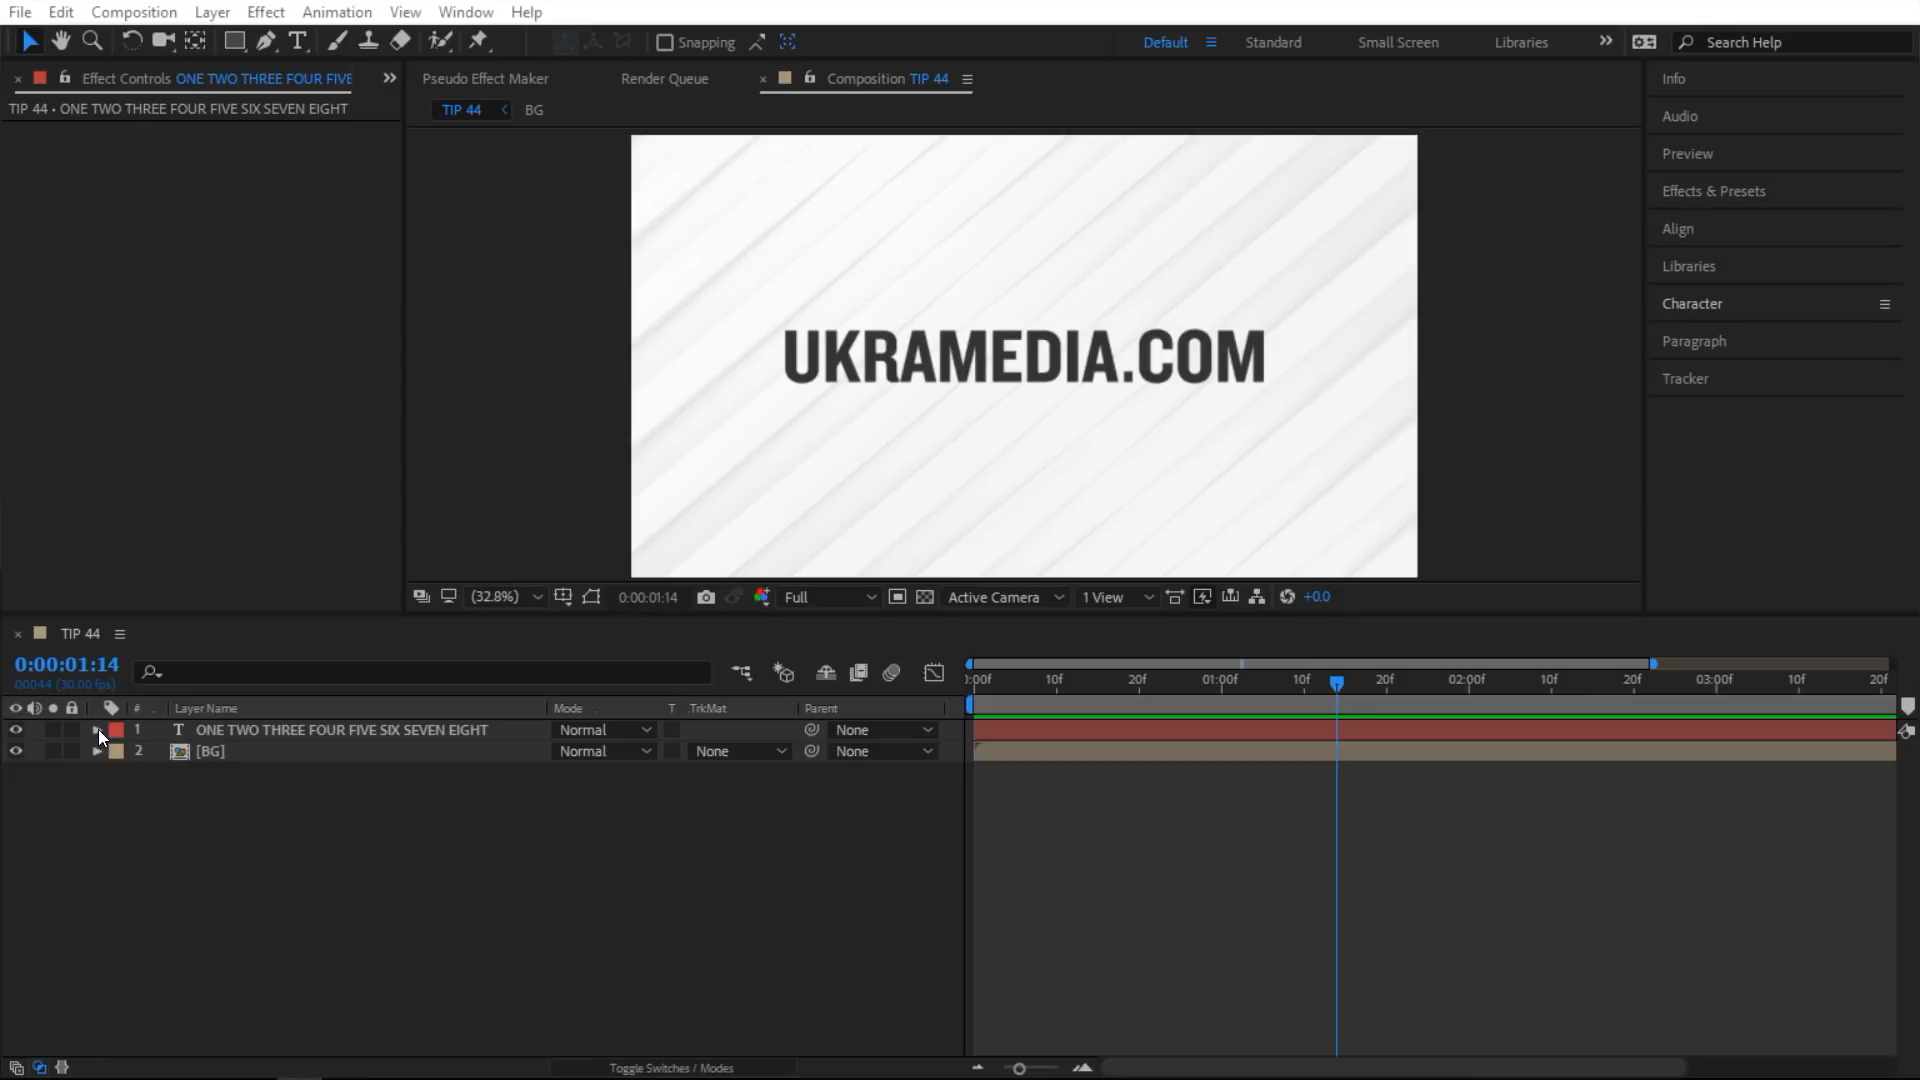 File Edit Composition Layer Effect Animation View Window Help
Snapping Default Standard Small Screen Libraries Search Help
Effect Controls ONE TWO THREE FOUR FIVE
Pseudo Effect Maker Render Queue Composition TIP 44
TIP 44 • ONE TWO THREE FOUR FIVE SIX SEVEN EIGHT
TIP 44 BG
Info
Audio
Preview
Effects & Presets
Align
Libraries
Character
Paragraph
Tracker
UKRAMEDIA.COM
(32.8%) 0:00:01:14 Full Active Camera 1 View +0.0
TIP 44
0:00:01:14
00044 (30.00 fps)
:00f 10f 20f 01:00f 10f 20f 02:00f 10f 20f 03:00f 10f 20f
# Layer Name Mode T .TrkMat Parent
1 T ONE TWO THREE FOUR FIVE SIX SEVEN EIGHT Normal None
2 [BG] Normal None None
Toggle Switches / Modes